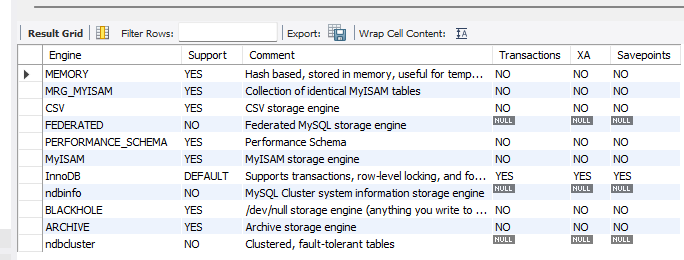 Result Grid Filter Rows: Export: Wrap Cell Content: IA
Engine Support Comment Transactions XA Savepoints
MEMORY YES Hash based, stored in memory, useful for temp... NO NO NO
MRG_MYISAM YES Collection of identical MyISAM tables NO NO NO
CSV YES CSV storage engine NO NO NO
FEDERATED NO Federated MySQL storage engine NULL NULL NULL
PERFORMANCE_SCHEMA YES Performance Schema NO NO NO
MyISAM YES MyISAM storage engine NO NO NO
InnoDB DEFAULT Supports transactions, row-level locking, and fo... YES YES YES
ndbinfo NO MySQL Cluster system information storage engine NULL NULL NULL
BLACKHOLE YES /dev/null storage engine (anything you write to ... NO NO NO
ARCHIVE YES Archive storage engine NO NO NO
ndbcluster NO Clustered, fault-tolerant tables NULL NULL NULL